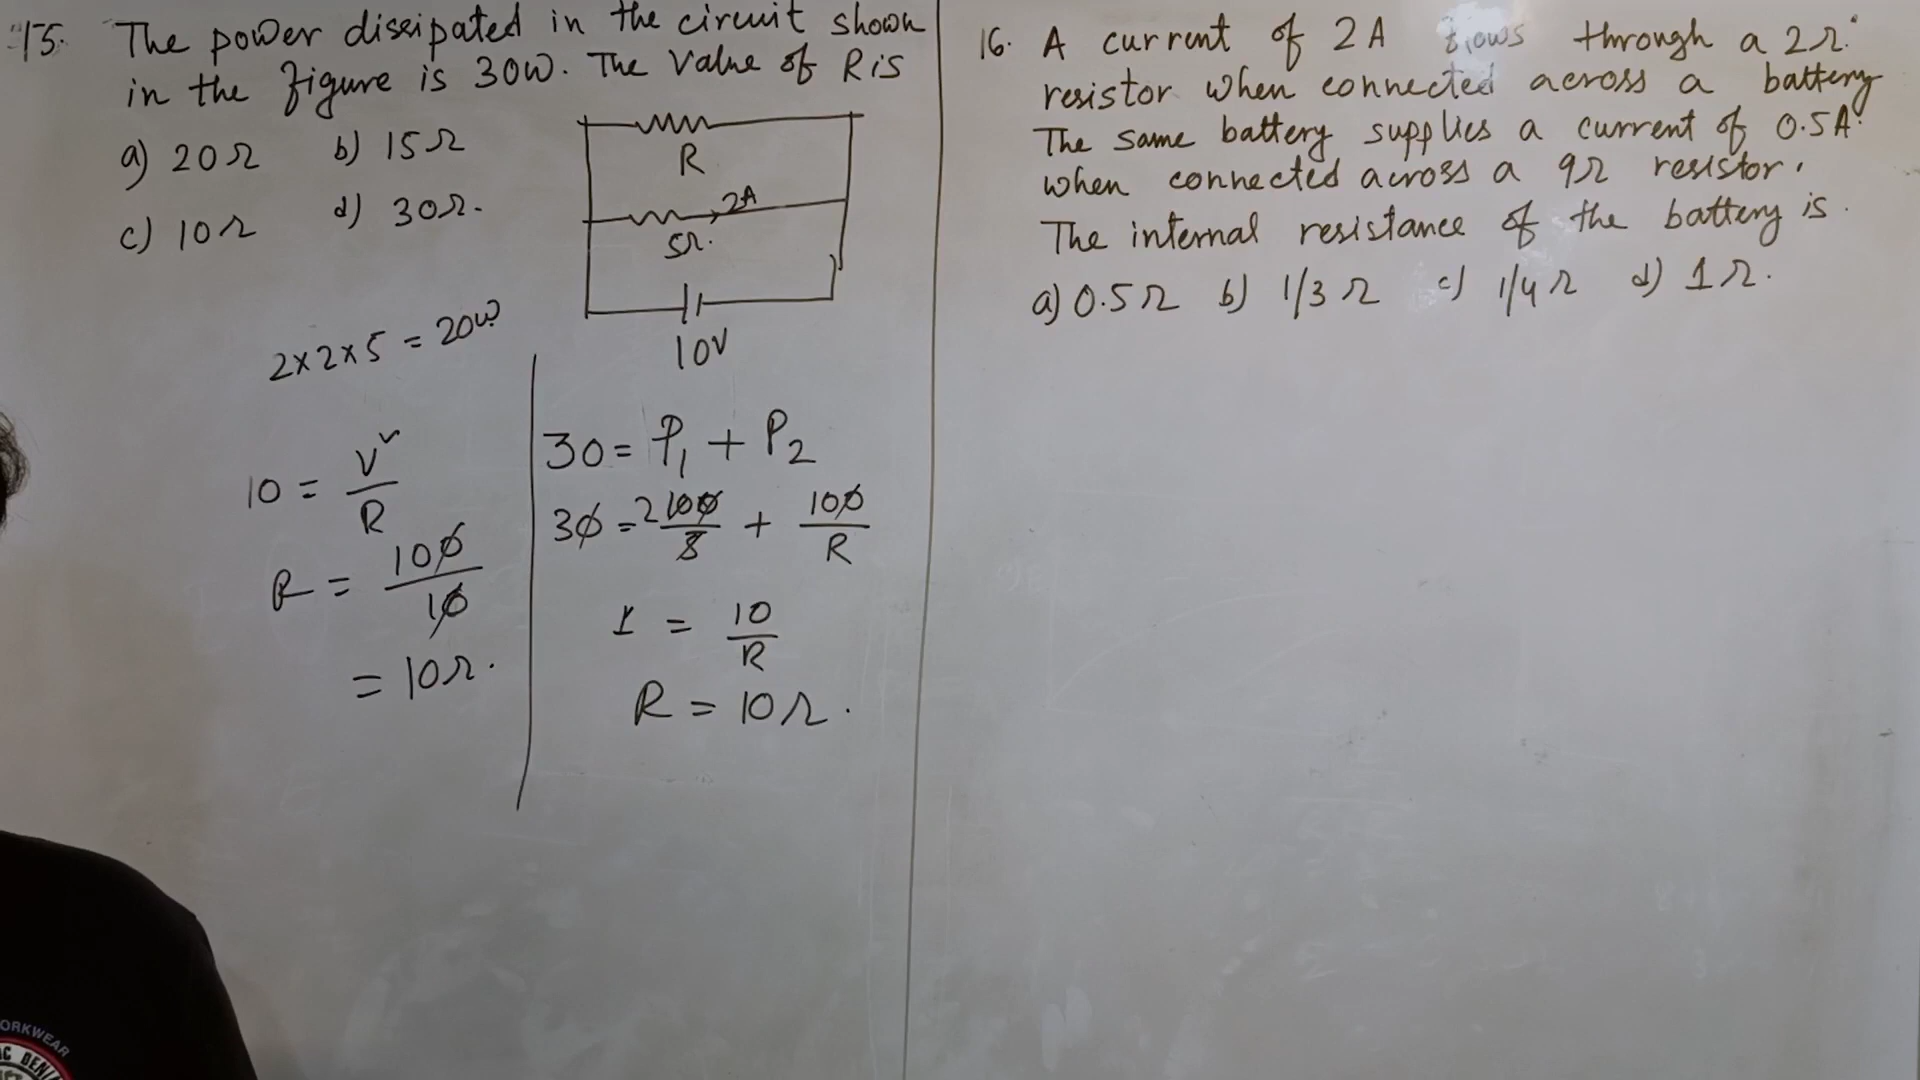 15. The power dissipated in the circuit shown
in the figure is 30W. The value of R is
a) 20Ω b) 15Ω
c) 10Ω d) 30Ω.
R
2A
5Ω.
10V
2×2×5 = 20W
10 = V²/R
R = 100/10
= 10Ω.
30 = P₁ + P₂
30 = 2 100/5 + 100/R
1 = 10/R
R = 10Ω.
16. A current of 2A flows through a 2Ω
resistor when connected across a battery
The same battery supplies a current of 0.5A
when connected across a 9Ω resistor.
The internal resistance of the battery is
a) 0.5Ω b) 1/3Ω c) 1/4Ω d) 1Ω.
ORKWEAR